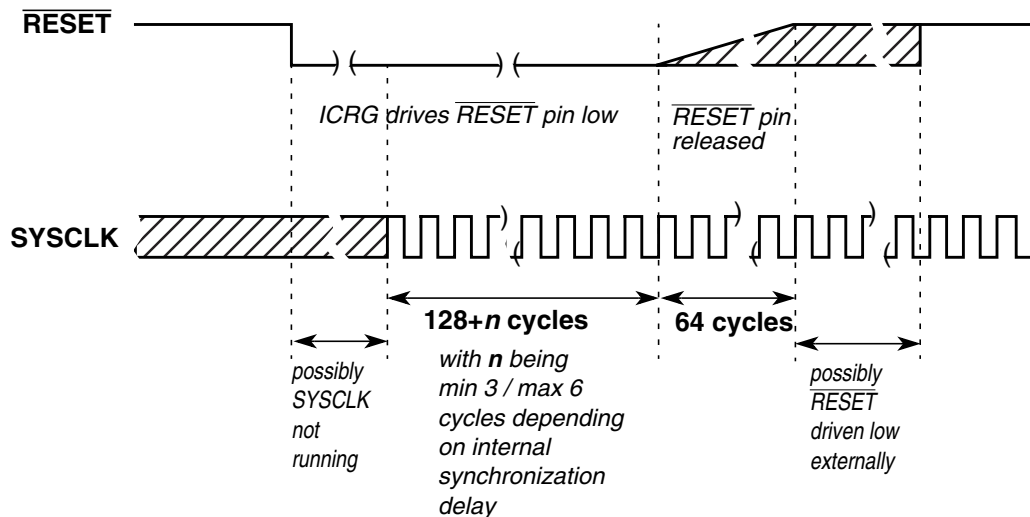 RESET
ICRG drives RESET pin low
RESET pin
released
SYSCLK
128+n cycles
with n being
min 3 / max 6
cycles depending
on internal
synchronization
delay
64 cycles
possibly
SYSCLK
not
running
possibly
RESET
driven low
externally